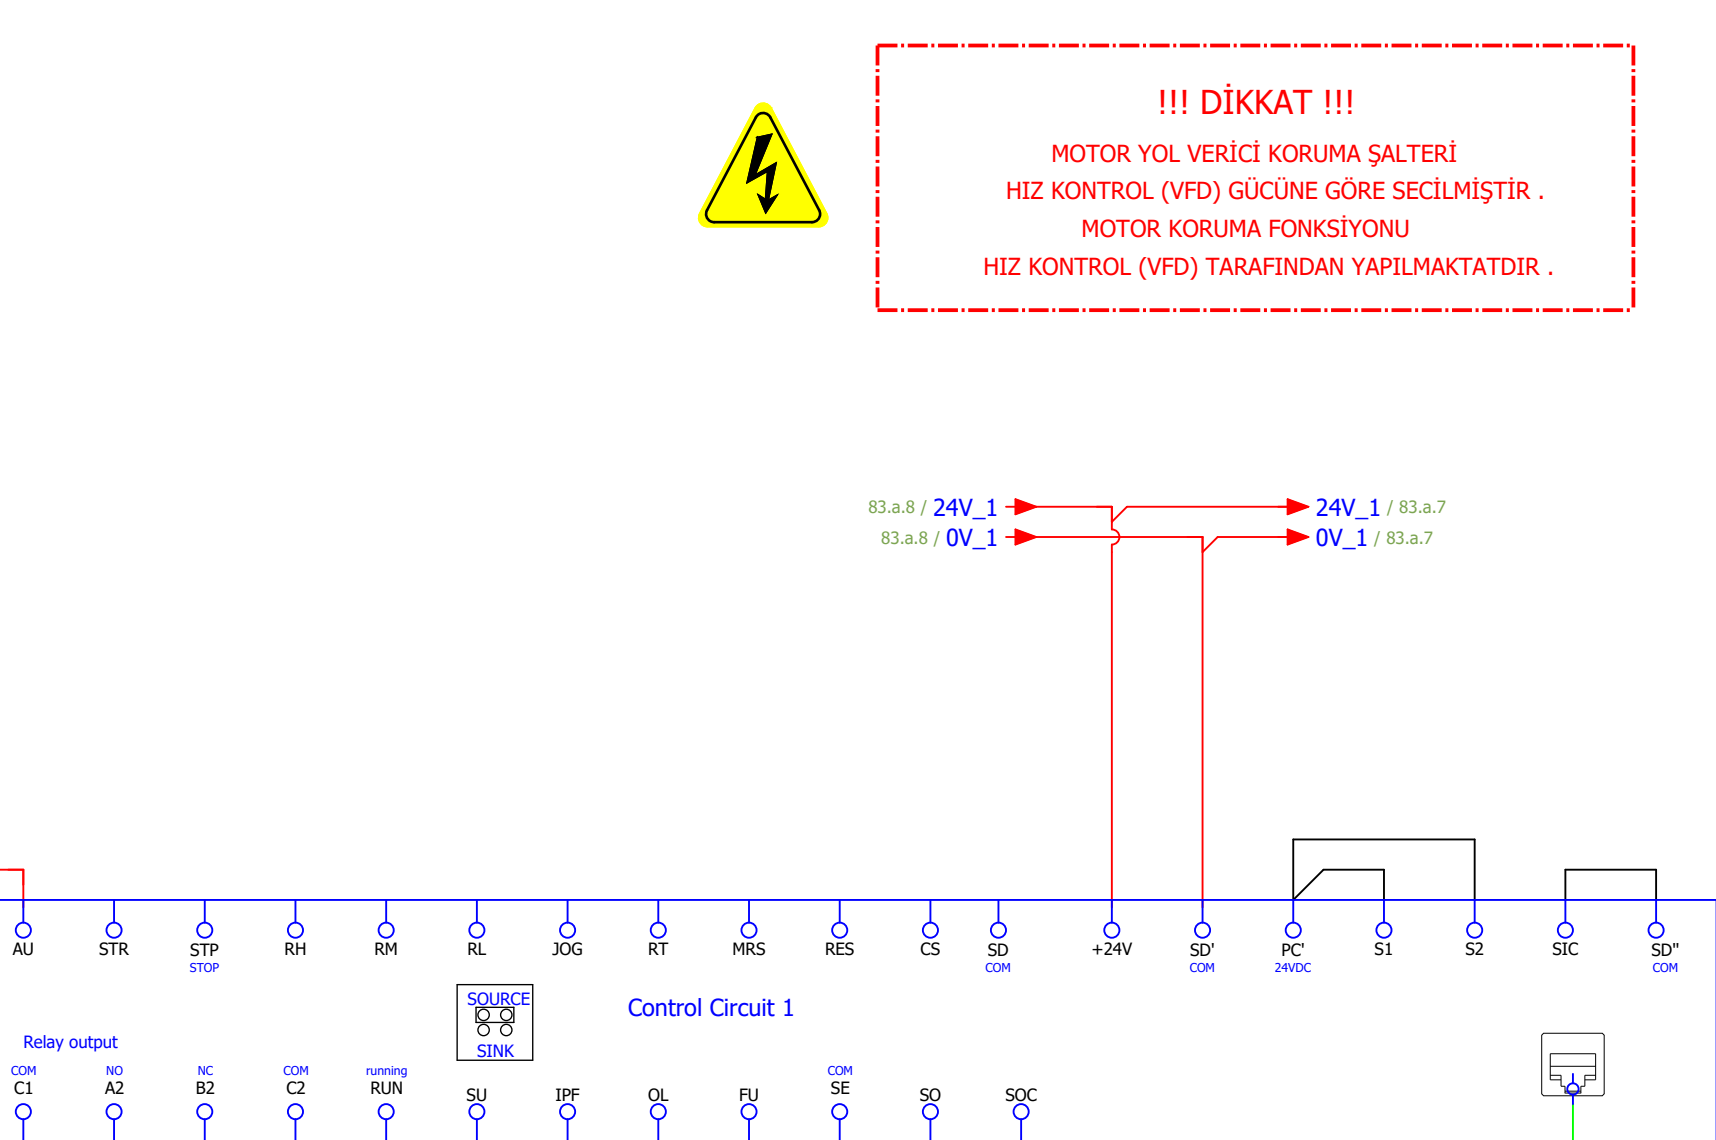 !!! DİKKAT !!!
MOTOR YOL VERİCİ KORUMA ŞALTERİ
HIZ KONTROL (VFD) GÜCÜNE GÖRE SECİLMİŞTİR .
MOTOR KORUMA FONKSİYONU
HIZ KONTROL (VFD) TARAFINDAN YAPILMAKTATDIR .
83.a.8 / 24V_1 24V_1 / 83.a.7
83.a.8 / 0V_1 0V_1 / 83.a.7
AU STR STP RH RM RL JOG RT MRS RES CS SD +24V SD' PC' S1 S2 SIC SD"
STOP COM COM 24VDC COM
SOURCE
Control Circuit 1
SINK
Relay output
COM NO NC COM running COM
C1 A2 B2 C2 RUN SU IPF OL FU SE SO SOC